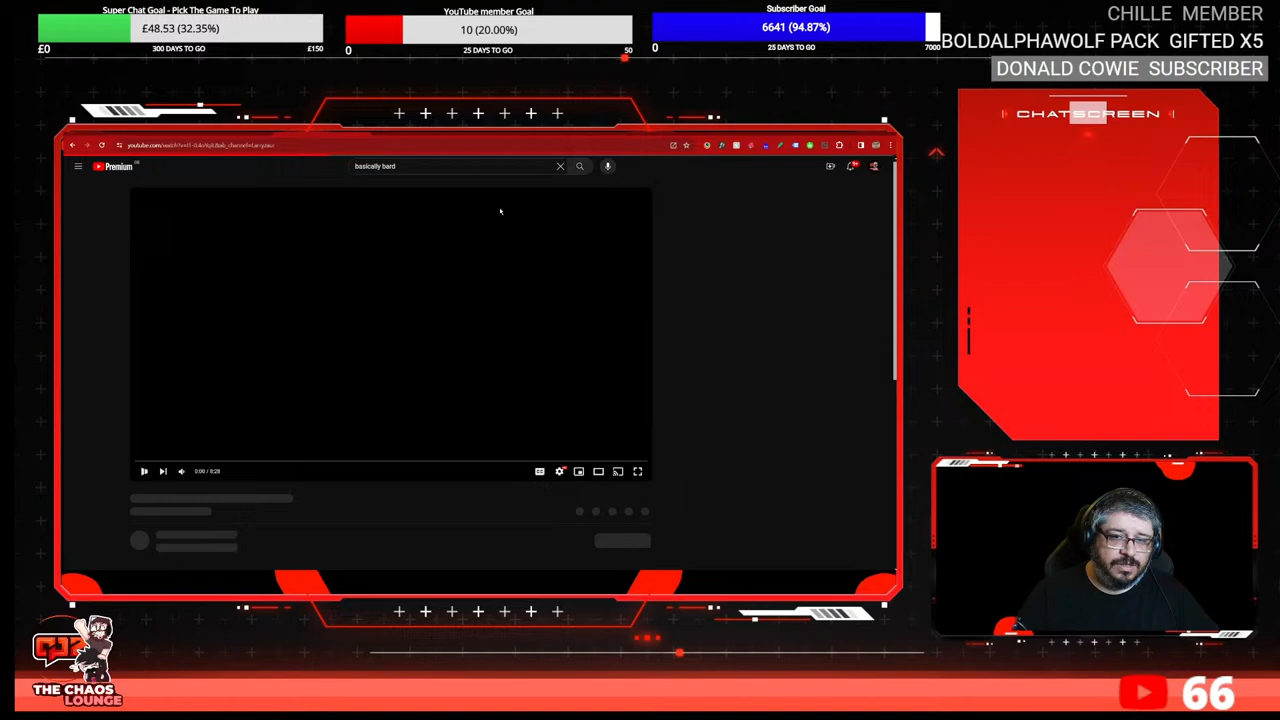 Super Chat Goal - Pick The Game To Play
£48.53 (32.35%)
£0
300 DAYS TO GO
£150
YouTube member Goal
10 (20.00%)
0
25 DAYS TO GO
50
Subscriber Goal
6641 (94.87%)
0
25 DAYS TO GO
7000
CHILLE MEMBER
BOLDALPHAWOLF PACK GIFTED X5
DONALD COWIE SUBSCRIBER
CHATSCREEN
Premium
GB
basically bard
9+
0:00 / 8:28
THE CHAOS
LOUNGE
66